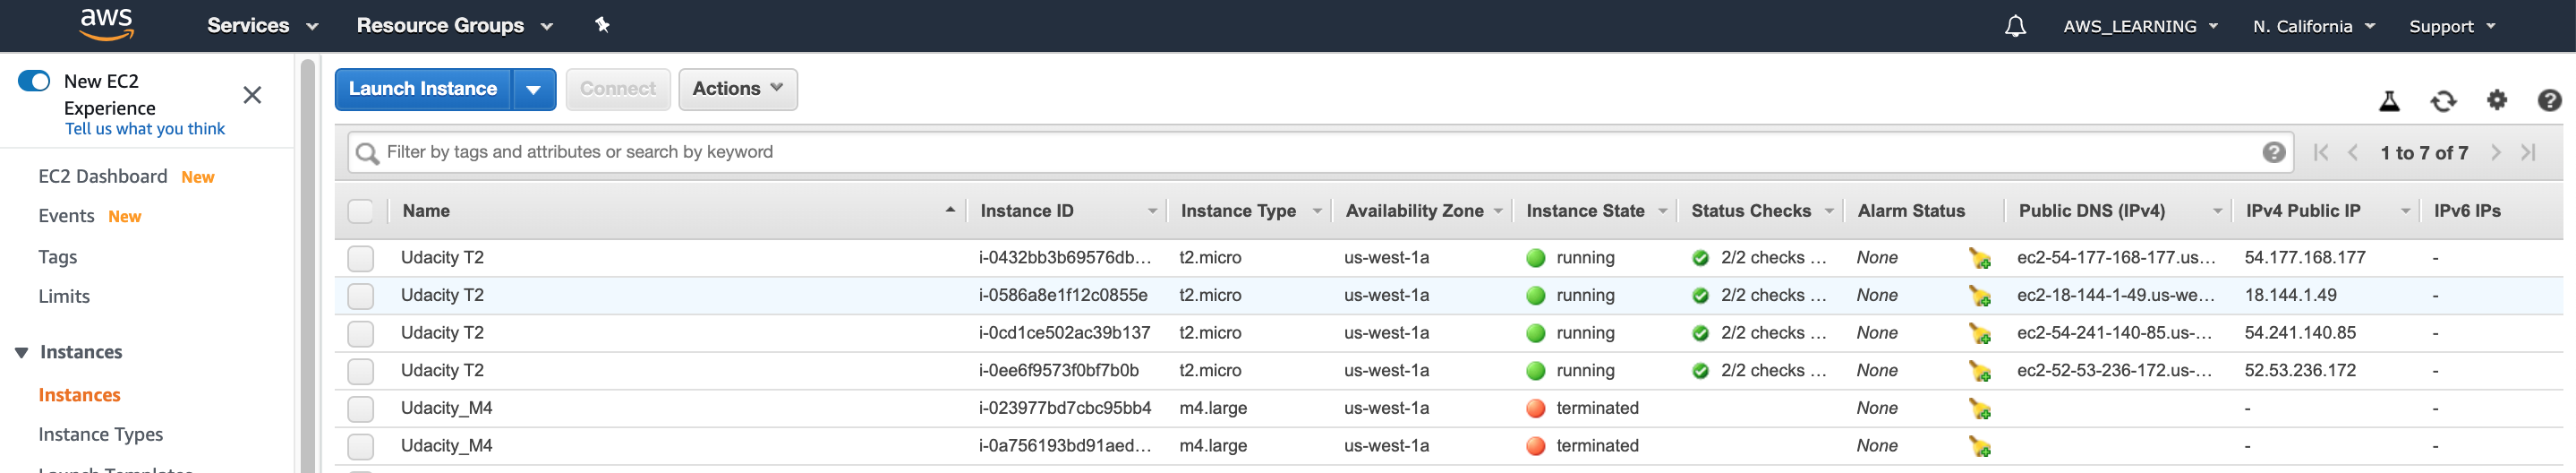 aws Services Resource Groups AWS_LEARNING N. California Support
New EC2
Experience
Tell us what you think
EC2 Dashboard New
Events New
Tags
Limits
Instances
Instances
Instance Types
Launch Templates
Launch Instance Connect Actions
Filter by tags and attributes or search by keyword 1 to 7 of 7
Name Instance ID Instance Type Availability Zone Instance State Status Checks Alarm Status Public DNS (IPv4) IPv4 Public IP IPv6 IPs
Udacity T2 i-0432bb3b69576db... t2.micro us-west-1a running 2/2 checks ... None ec2-54-177-168-177.us... 54.177.168.177 -
Udacity T2 i-0586a8e1f12c0855e t2.micro us-west-1a running 2/2 checks ... None ec2-18-144-1-49.us-we... 18.144.1.49 -
Udacity T2 i-0cd1ce502ac39b137 t2.micro us-west-1a running 2/2 checks ... None ec2-54-241-140-85.us-... 54.241.140.85 -
Udacity T2 i-0ee6f9573f0bf7b0b t2.micro us-west-1a running 2/2 checks ... None ec2-52-53-236-172.us-... 52.53.236.172 -
Udacity_M4 i-023977bd7cbc95bb4 m4.large us-west-1a terminated None - -
Udacity_M4 i-0a756193bd91aed... m4.large us-west-1a terminated None - -